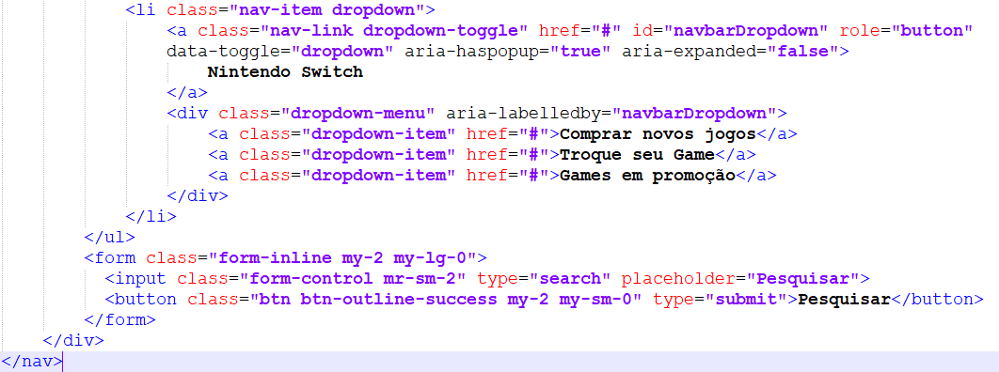 <li class="nav-item dropdown">
<a class="nav-link dropdown-toggle" href="#" id="navbarDropdown" role="button"
data-toggle="dropdown" aria-haspopup="true" aria-expanded="false">
Nintendo Switch
</a>
<div class="dropdown-menu" aria-labelledby="navbarDropdown">
<a class="dropdown-item" href="#">Comprar novos jogos</a>
<a class="dropdown-item" href="#">Troque seu Game</a>
<a class="dropdown-item" href="#">Games em promoção</a>
</div>
</li>
</ul>
<form class="form-inline my-2 my-lg-0">
<input class="form-control mr-sm-2" type="search" placeholder="Pesquisar">
<button class="btn btn-outline-success my-2 my-sm-0" type="submit">Pesquisar</button>
</form>
</div>
</nav>